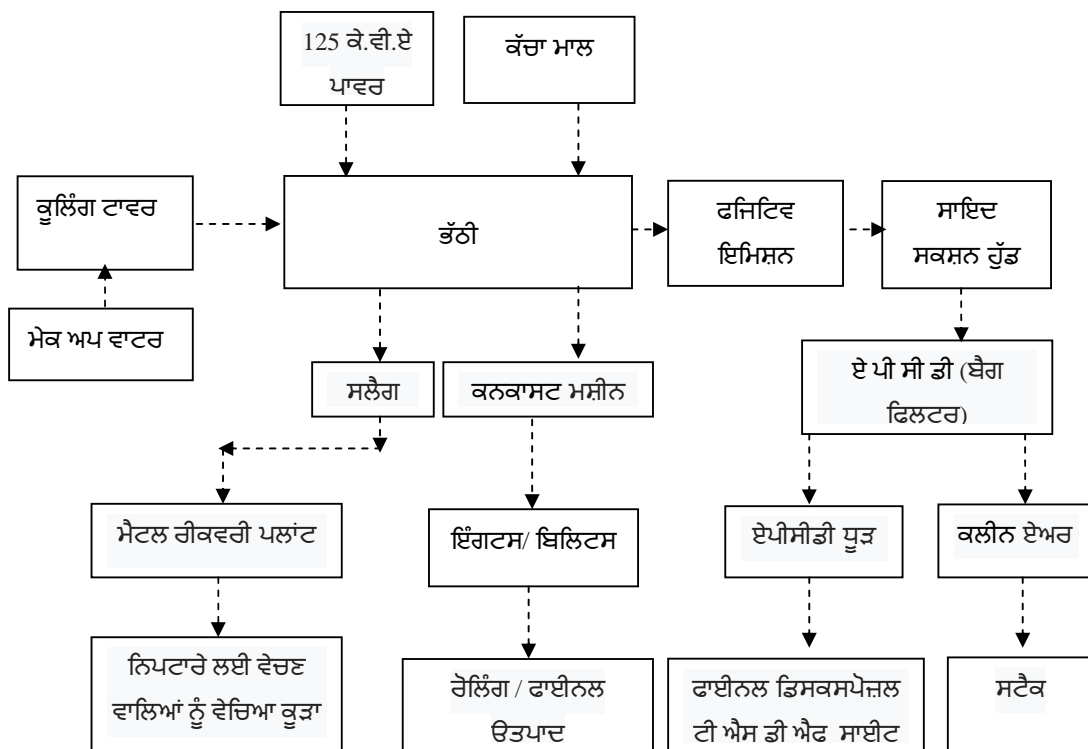 125 ਕੇ.ਵੀ.ਏ
ਪਾਵਰ
ਕੱਚਾ ਮਾਲ
ਕੂਲਿੰਗ ਟਾਵਰ
ਭੱਠੀ
ਫਜਿਟਿਵ
ਇਮਿਸ਼ਨ
ਸਾਇਦ
ਸਕਸ਼ਨ ਹੁੱਡ
ਮੇਕ ਅਪ ਵਾਟਰ
ਸਲੈਗ
ਕਨਕਾਸਟ ਮਸ਼ੀਨ
ਏ ਪੀ ਸੀ ਡੀ (ਬੈਗ
ਫਿਲਟਰ)
ਮੈਟਲ ਰੀਕਵਰੀ ਪਲਾਂਟ
ਇੰਗਟਸ/ ਬਿਲਿਟਸ
ਏਪੀਸੀਡੀ ਧੂੜ
ਕਲੀਨ ਏਅਰ
ਨਿਪਟਾਰੇ ਲਈ ਵੇਚਣ
ਵਾਲਿਆਂ ਨੂੰ ਵੇਚਿਆ ਕੂੜਾ
ਰੋਲਿੰਗ / ਫਾਈਨਲ
ਉਤਪਾਦ
ਫਾਈਨਲ ਡਿਸਕਸਪੋਜ਼ਲ
ਟੀ ਐਸ ਡੀ ਐਫ ਸਾਈਟ
ਸਟੈਕ